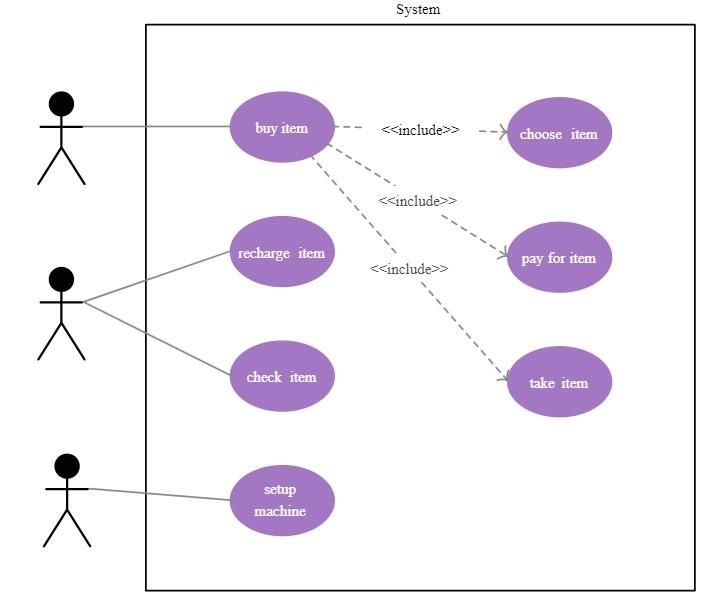 System
buy item
<<include>>
choose item
<<include>>
recharge item
pay for item
<<include>>
check item
take item
setup
machine